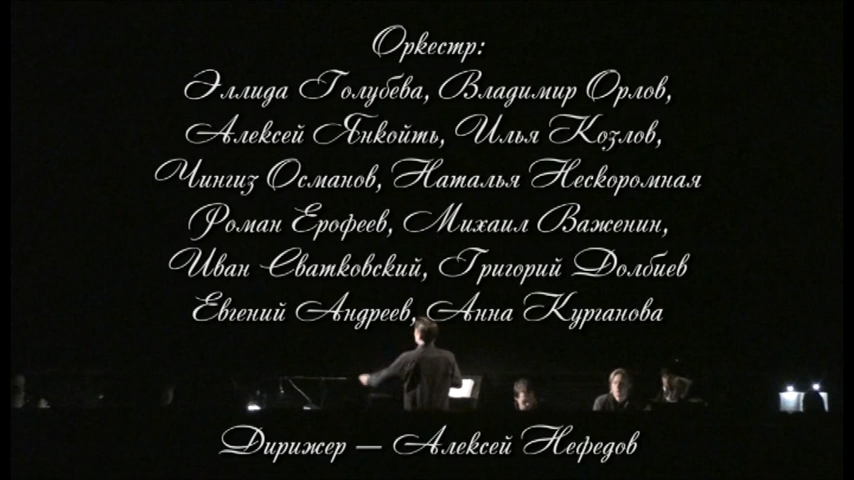 Оркестр:
Эллида Голубева, Владимир Орлов,
Алексей Янкойть, Илья Козлов,
Чингиз Османов, Наталья Нескоромная
Роман Ерофеев, Михаил Важенин,
Иван Сватковский, Григорий Долбиев
Евгений Андреев, Анна Курганова
Дирижер — Алексей Нефедов